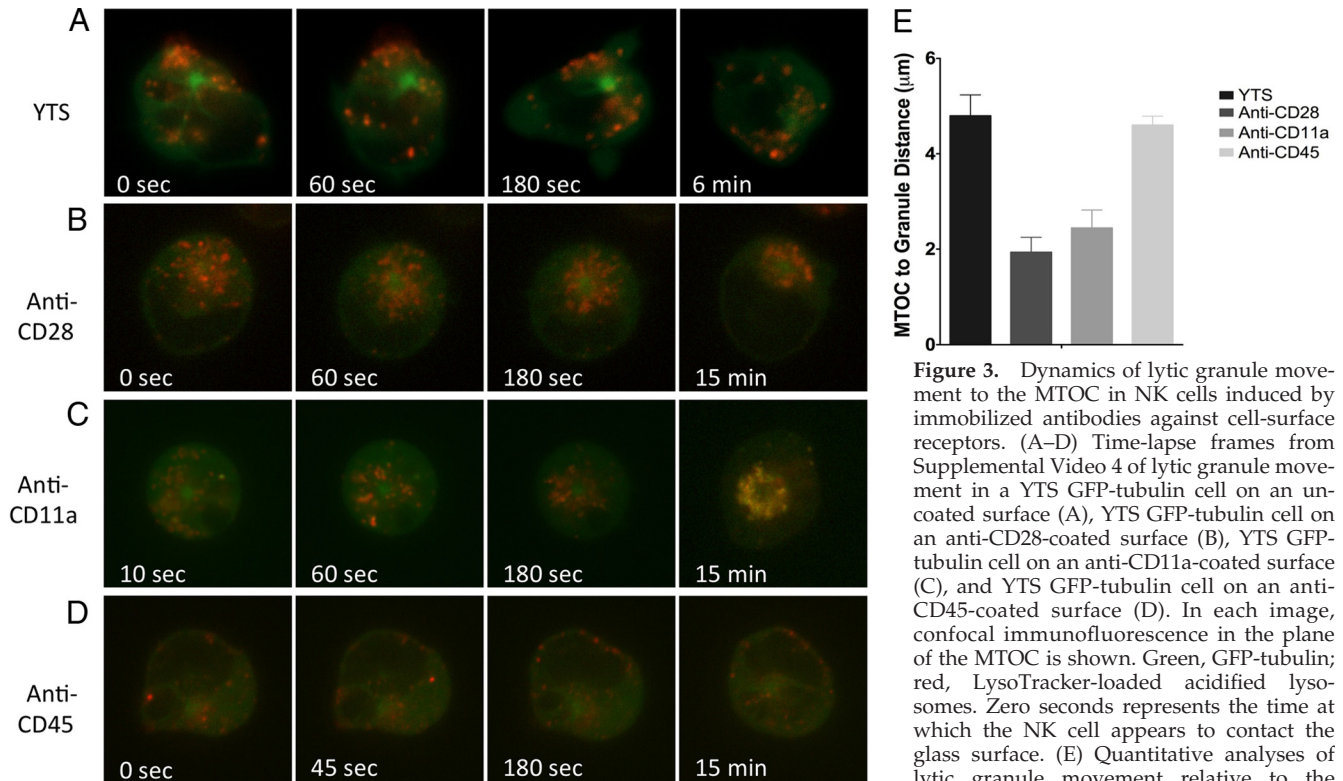 A
YTS
0 sec
60 sec
180 sec
6 min
B
Anti-
CD28
0 sec
60 sec
180 sec
15 min
C
Anti-
CD11a
10 sec
60 sec
180 sec
15 min
D
Anti-
CD45
0 sec
45 sec
180 sec
15 min
E
MTOC to Granule Distance (μm)
6
4
2
0
YTS
Anti-CD28
Anti-CD11a
Anti-CD45
Figure 3. Dynamics of lytic granule move-
ment to the MTOC in NK cells induced by
immobilized antibodies against cell-surface
receptors. (A–D) Time-lapse frames from
Supplemental Video 4 of lytic granule move-
ment in a YTS GFP-tubulin cell on an un-
coated surface (A), YTS GFP-tubulin cell on
an anti-CD28-coated surface (B), YTS GFP-
tubulin cell on an anti-CD11a-coated surface
(C), and YTS GFP-tubulin cell on an anti-
CD45-coated surface (D). In each image,
confocal immunofluorescence in the plane
of the MTOC is shown. Green, GFP-tubulin;
red, LysoTracker-loaded acidified lyso-
somes. Zero seconds represents the time at
which the NK cell appears to contact the
glass surface. (E) Quantitative analyses of
lytic granule movement relative to the